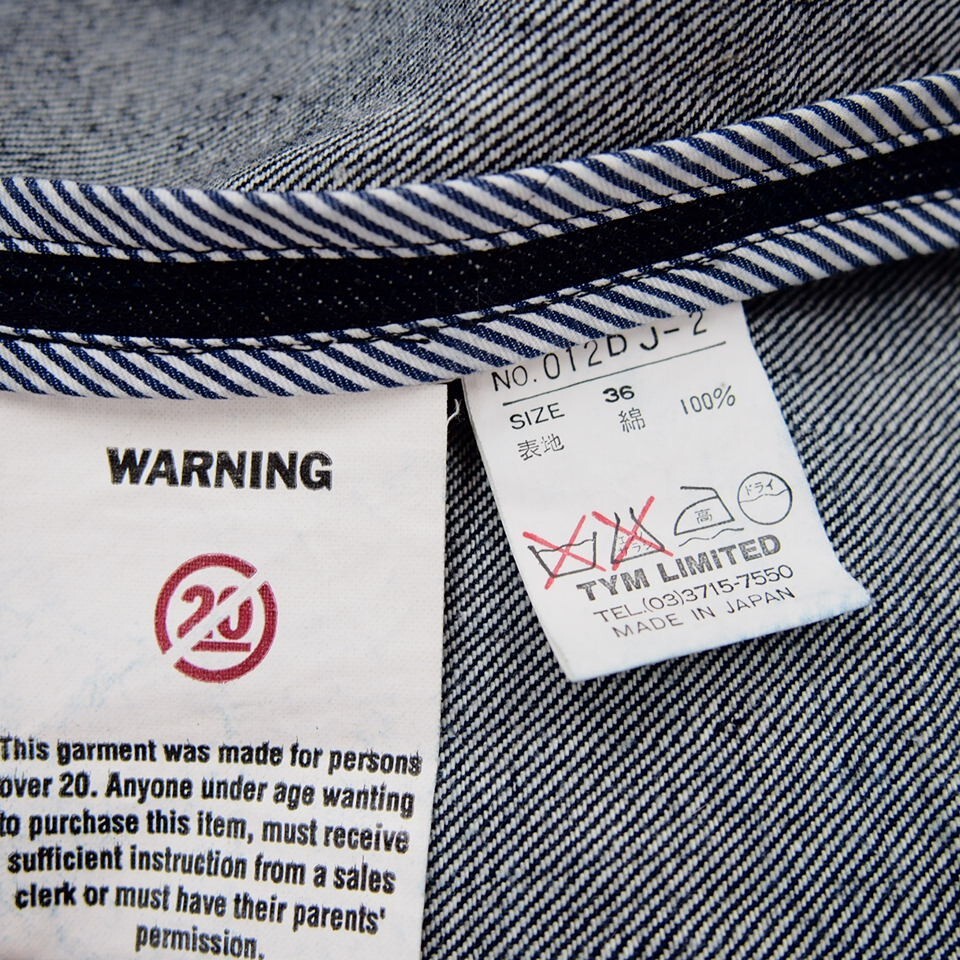 WARNING
20
This garment was made for persons
over 20. Anyone under age wanting
to purchase this item, must receive
sufficient instruction from a sales
clerk or must have their parents'
permission.
NO. 012DJ-2
SIZE 36
表地 綿 100%
高
ドライ
TYM LIMITED
TEL.(03)3715-7550
MADE IN JAPAN